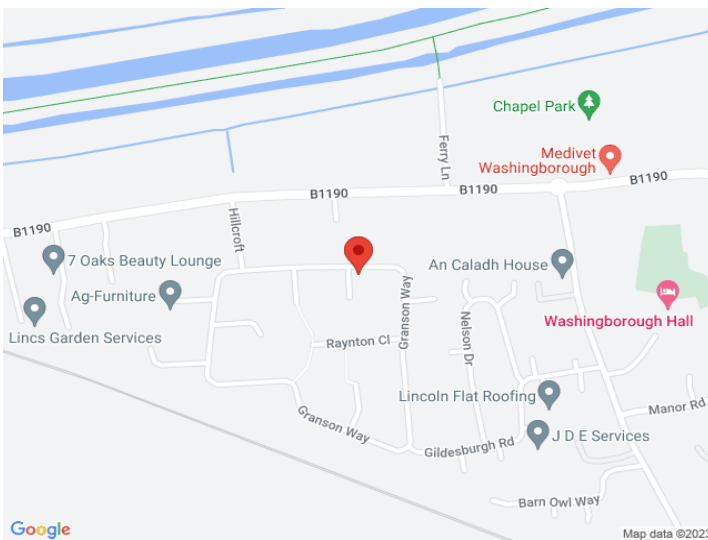 Chapel Park
Ferry Ln
Medivet
Washingborough
B1190
B1190
B1190
B1190
Hillcroft
7 Oaks Beauty Lounge
An Caladh House
Ag-Furniture
Granson Way
Washingborough Hall
Lincs Garden Services
Nelson Dr
Raynton Cl
Lincoln Flat Roofing
Manor Rd
Granson Way
J D E Services
Gildesburgh Rd
Barn Owl Way
Google
Map data ©2023